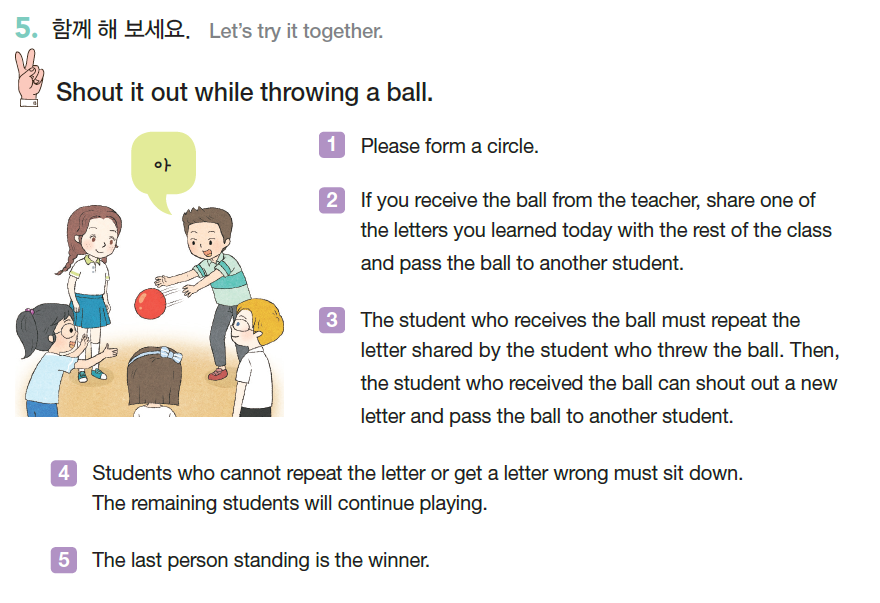 5. 함께 해 보세요. Let's try it together.
Shout it out while throwing a ball.
아
1 Please form a circle.
2 If you receive the ball from the teacher, share one of
the letters you learned today with the rest of the class
and pass the ball to another student.
3 The student who receives the ball must repeat the
letter shared by the student who threw the ball. Then,
the student who received the ball can shout out a new
letter and pass the ball to another student.
4 Students who cannot repeat the letter or get a letter wrong must sit down.
The remaining students will continue playing.
5 The last person standing is the winner.